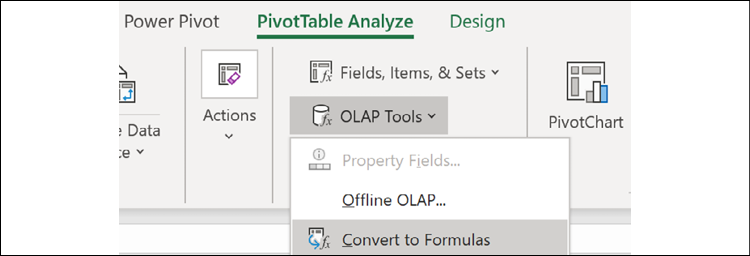 Power Pivot PivotTable Analyze Design
Fields, Items, & Sets
Data
Actions
OLAP Tools
PivotChart
Property Fields...
Offline OLAP...
Convert to Formulas